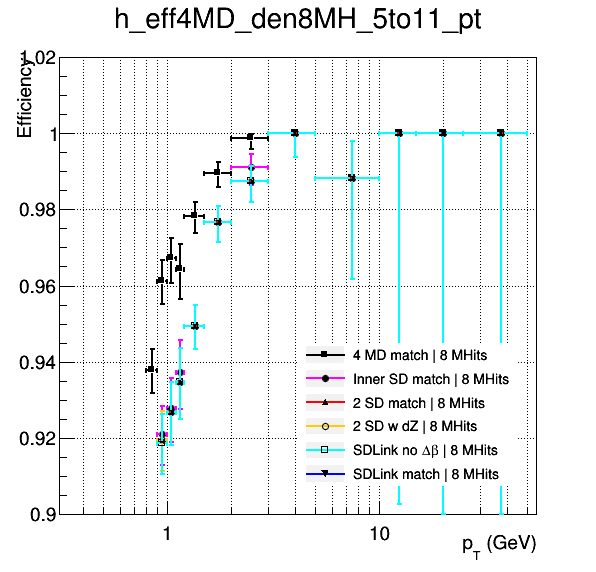 h_eff4MD_den8MH_5to11_pt
Efficiency
1.02
1
0.98
0.96
0.94
0.92
0.9
4 MD match | 8 MHits
Inner SD match | 8 MHits
2 SD match | 8 MHits
2 SD w dZ | 8 MHits
SDLink no Δβ | 8 MHits
SDLink match | 8 MHits
1
10
p_T (GeV)